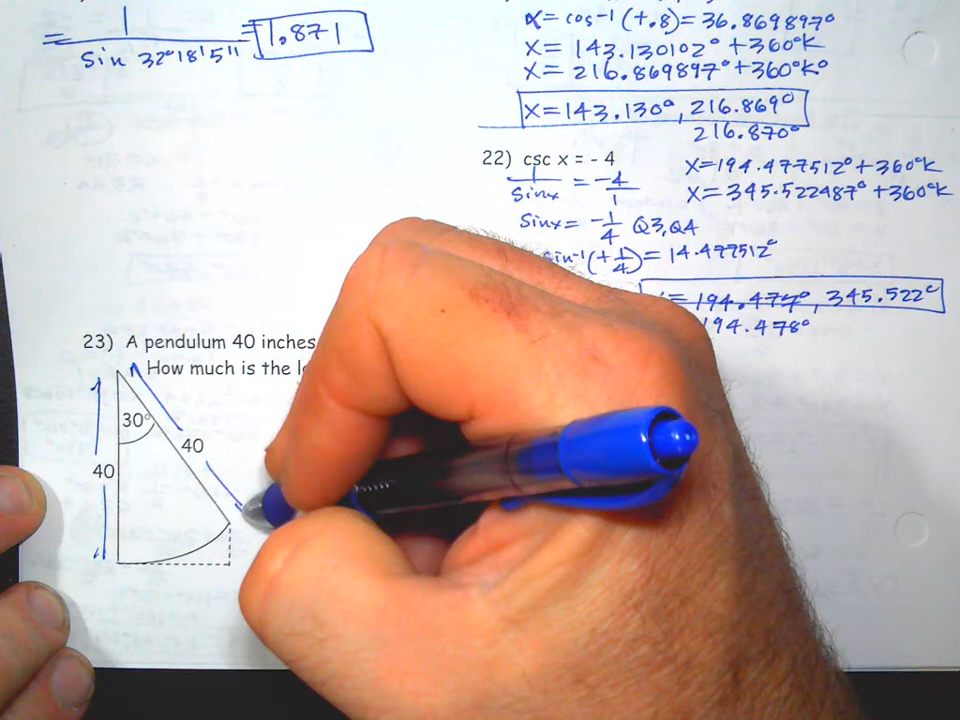 = 1 / sin 32°18'5" = 1.871
α = cos⁻¹ (+.8) = 36.869897°
x = 143.130102° + 360°k
x = 216.869897° + 360°k°
x = 143.130°, 216.869°
216.870°
22) csc x = - 4
1 / sinx = -4 / 1
sinx = -1/4 Q3, Q4
sin⁻¹ (+1/4) = 14.477512°
x = 194.477512° + 360°k
x = 345.522487° + 360°k
= 194.477°, 345.522°
194.478°
23) A pendulum 40 inches
How much is the
30°
40
40